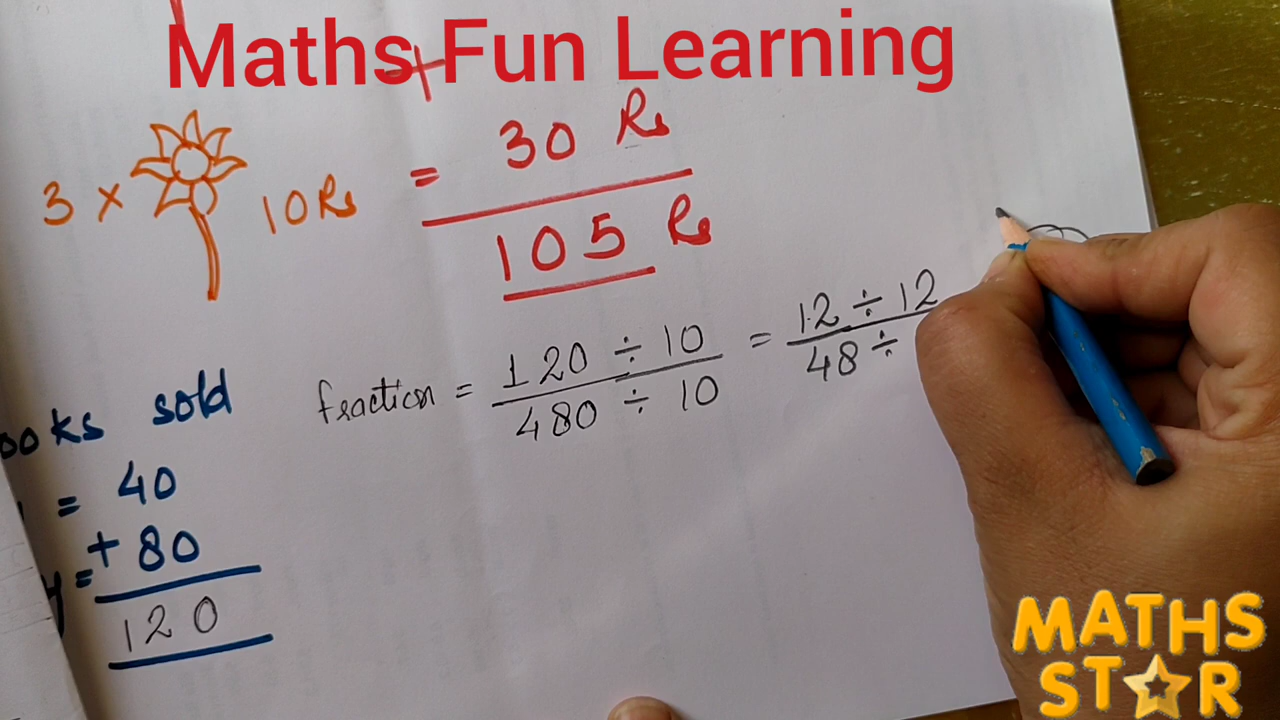 Maths Fun Learning
3 × 10 Rs = 30 Rs
105 Rs
fraction = 120 ÷ 10 = 12 ÷ 12
480 ÷ 10 48 ÷
sold
= 40
+ 80
=
120
MATHS
STAR